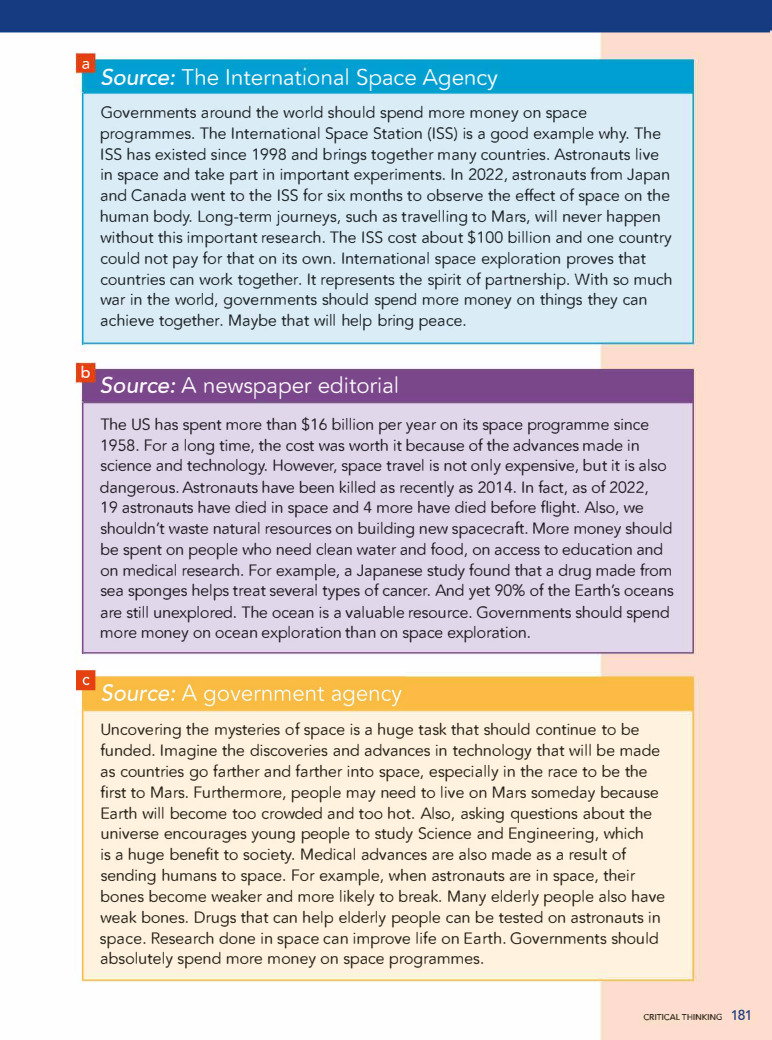 a
Source: The International Space Agency
Governments around the world should spend more money on space
programmes. The International Space Station (ISS) is a good example why. The
ISS has existed since 1998 and brings together many countries. Astronauts live
in space and take part in important experiments. In 2022, astronauts from Japan
and Canada went to the ISS for six months to observe the effect of space on the
human body. Long-term journeys, such as travelling to Mars, will never happen
without this important research. The ISS cost about $100 billion and one country
could not pay for that on its own. International space exploration proves that
countries can work together. It represents the spirit of partnership. With so much
war in the world, governments should spend more money on things they can
achieve together. Maybe that will help bring peace.
b
Source: A newspaper editorial
The US has spent more than $16 billion per year on its space programme since
1958. For a long time, the cost was worth it because of the advances made in
science and technology. However, space travel is not only expensive, but it is also
dangerous. Astronauts have been killed as recently as 2014. In fact, as of 2022,
19 astronauts have died in space and 4 more have died before flight. Also, we
shouldn't waste natural resources on building new spacecraft. More money should
be spent on people who need clean water and food, on access to education and
on medical research. For example, a Japanese study found that a drug made from
sea sponges helps treat several types of cancer. And yet 90% of the Earth's oceans
are still unexplored. The ocean is a valuable resource. Governments should spend
more money on ocean exploration than on space exploration.
c
Source: A government agency
Uncovering the mysteries of space is a huge task that should continue to be
funded. Imagine the discoveries and advances in technology that will be made
as countries go farther and farther into space, especially in the race to be the
first to Mars. Furthermore, people may need to live on Mars someday because
Earth will become too crowded and too hot. Also, asking questions about the
universe encourages young people to study Science and Engineering, which
is a huge benefit to society. Medical advances are also made as a result of
sending humans to space. For example, when astronauts are in space, their
bones become weaker and more likely to break. Many elderly people also have
weak bones. Drugs that can help elderly people can be tested on astronauts in
space. Research done in space can improve life on Earth. Governments should
absolutely spend more money on space programmes.
CRITICAL THINKING 181